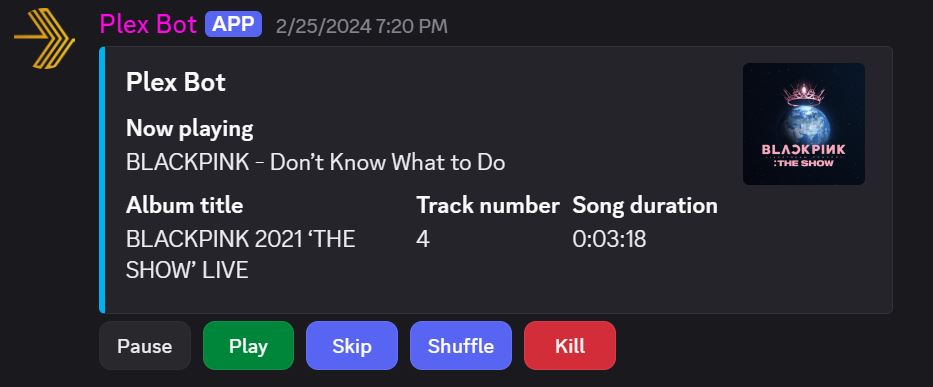 Plex Bot APP 2/25/2024 7:20 PM
Plex Bot
Now playing
BLACKPINK - Don’t Know What to Do
Album title Track number Song duration
BLACKPINK 2021 ‘THE SHOW’ LIVE 4 0:03:18
BLΛƆKPIИK
: THE SHOW
Pause Play Skip Shuffle Kill